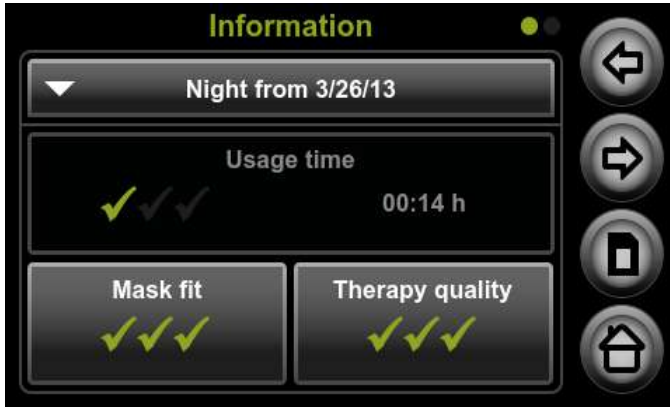 Information
Night from 3/26/13
Usage time
00:14 h
Mask fit
Therapy quality